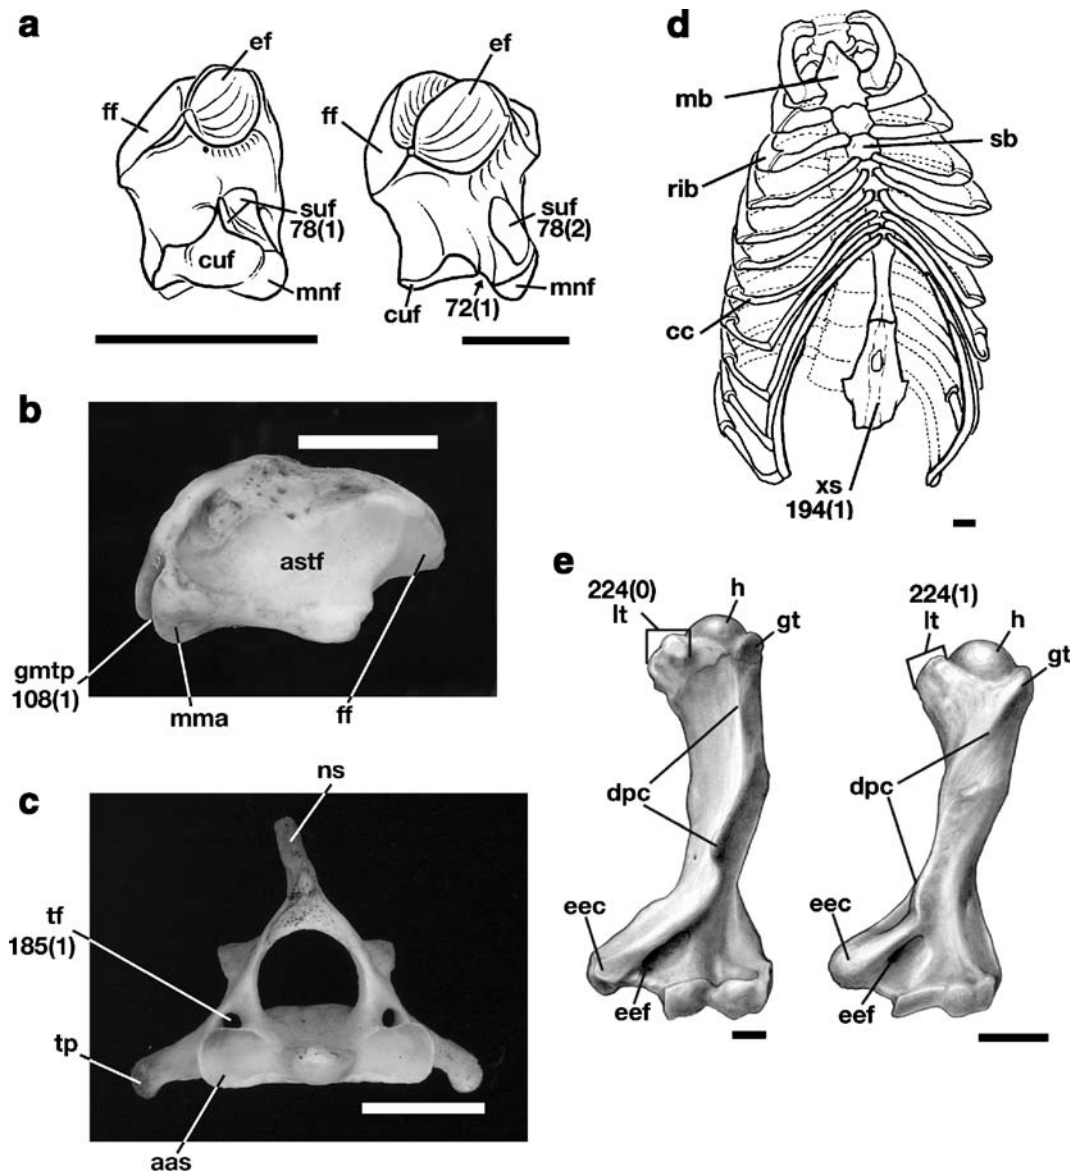 a
ef
ff
suf
78(1)
cuf
mnf
ef
ff
suf
78(2)
cuf
72(1)
mnf
b
astf
gmtp
108(1)
mma
ff
c
ns
tf
185(1)
tp
aas
d
mb
sb
rib
cc
xs
194(1)
e
224(0)
lt
h
gt
dpc
eec
eef
224(1)
lt
h
gt
dpc
eec
eef